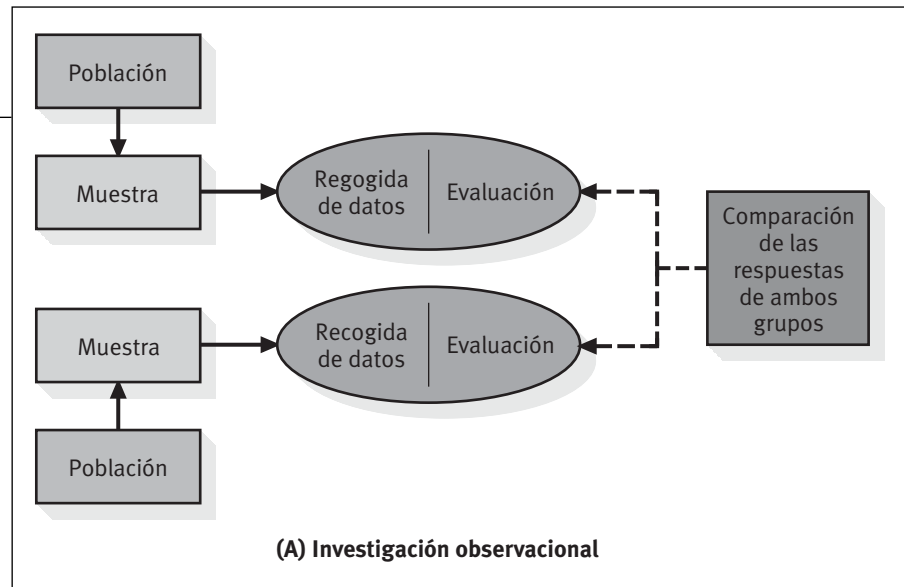 Población
Muestra
Regogida
de datos
Evaluación
Comparación
de las
respuestas
de ambos
grupos
Muestra
Recogida
de datos
Evaluación
Población
(A) Investigación observacional